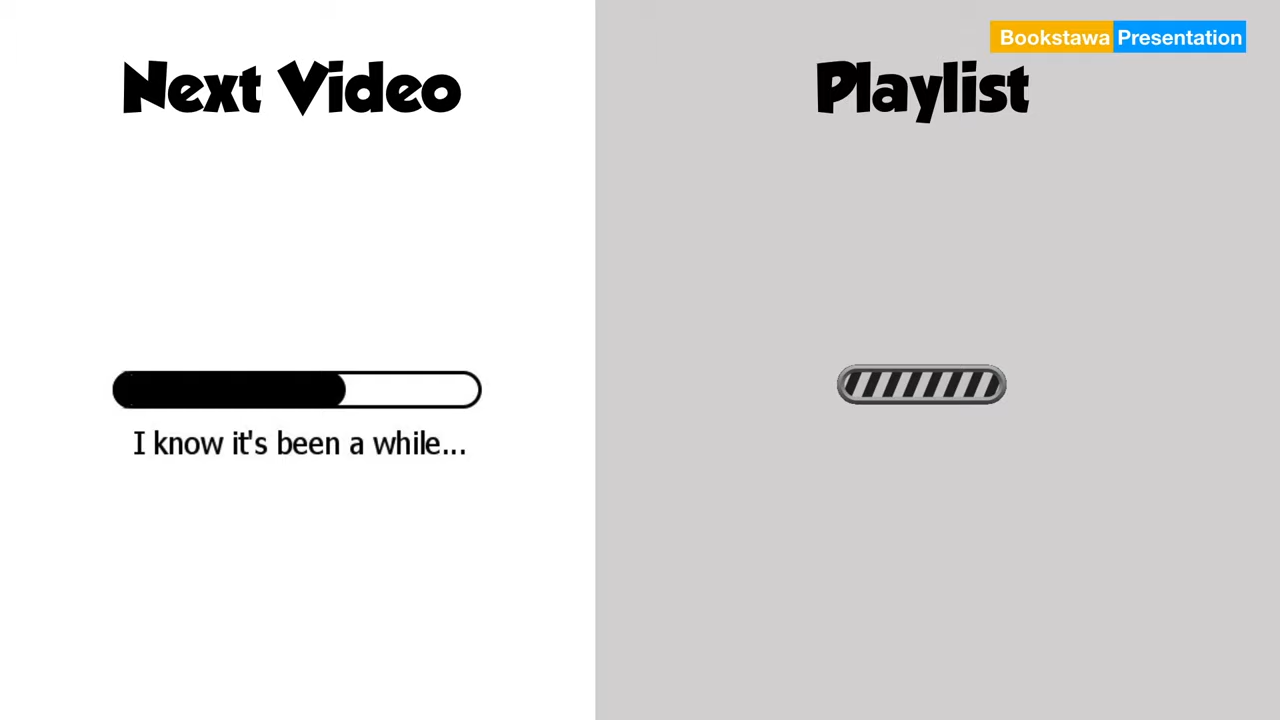 Bookstawa Presentation
Next Video
Playlist
I know it's been a while...